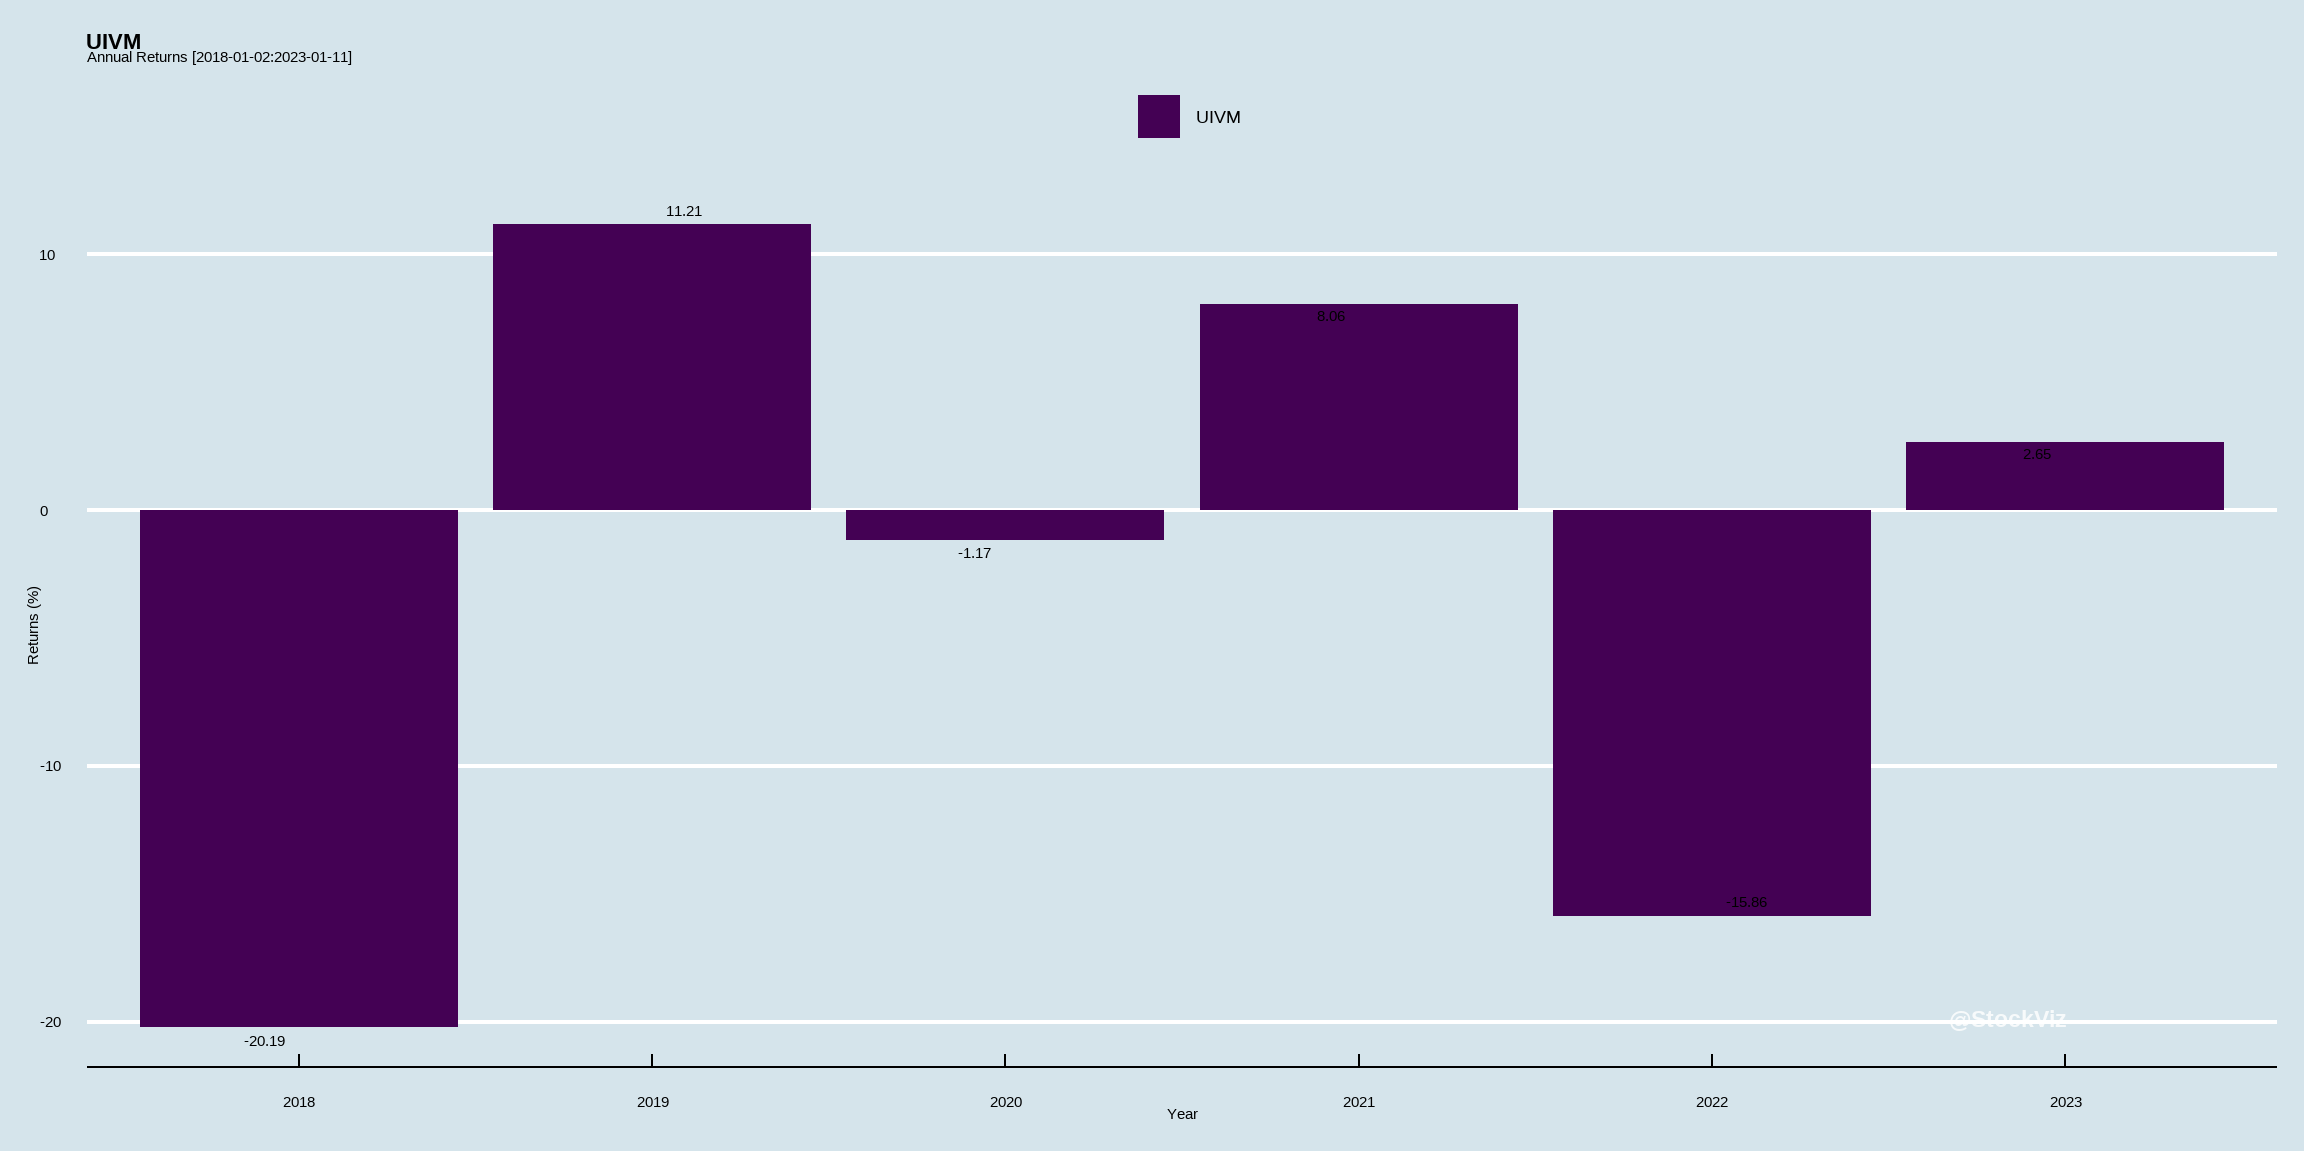 UIVM
Annual Returns [2018-01-02:2023-01-11]
UIVM
11.21
10
8.06
2.65
0
-1.17
Returns (%)
-10
-15.86
-20
@StockViz
-20.19
2018 2019 2020 2021 2022 2023
Year